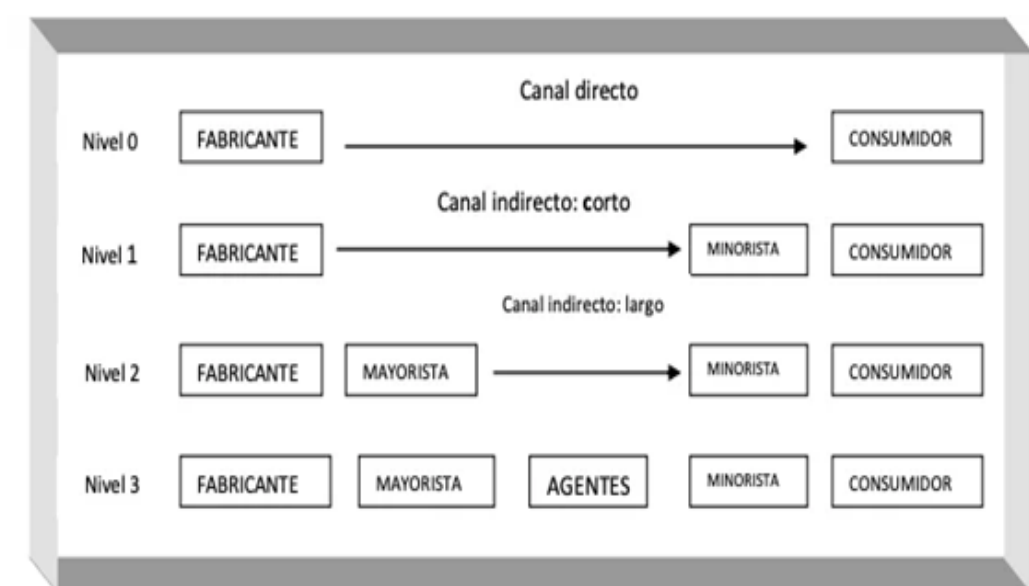 Canal directo
Nivel 0 FABRICANTE CONSUMIDOR
Canal indirecto: corto
Nivel 1 FABRICANTE MINORISTA CONSUMIDOR
Canal indirecto: largo
Nivel 2 FABRICANTE MAYORISTA MINORISTA CONSUMIDOR
Nivel 3 FABRICANTE MAYORISTA AGENTES MINORISTA CONSUMIDOR